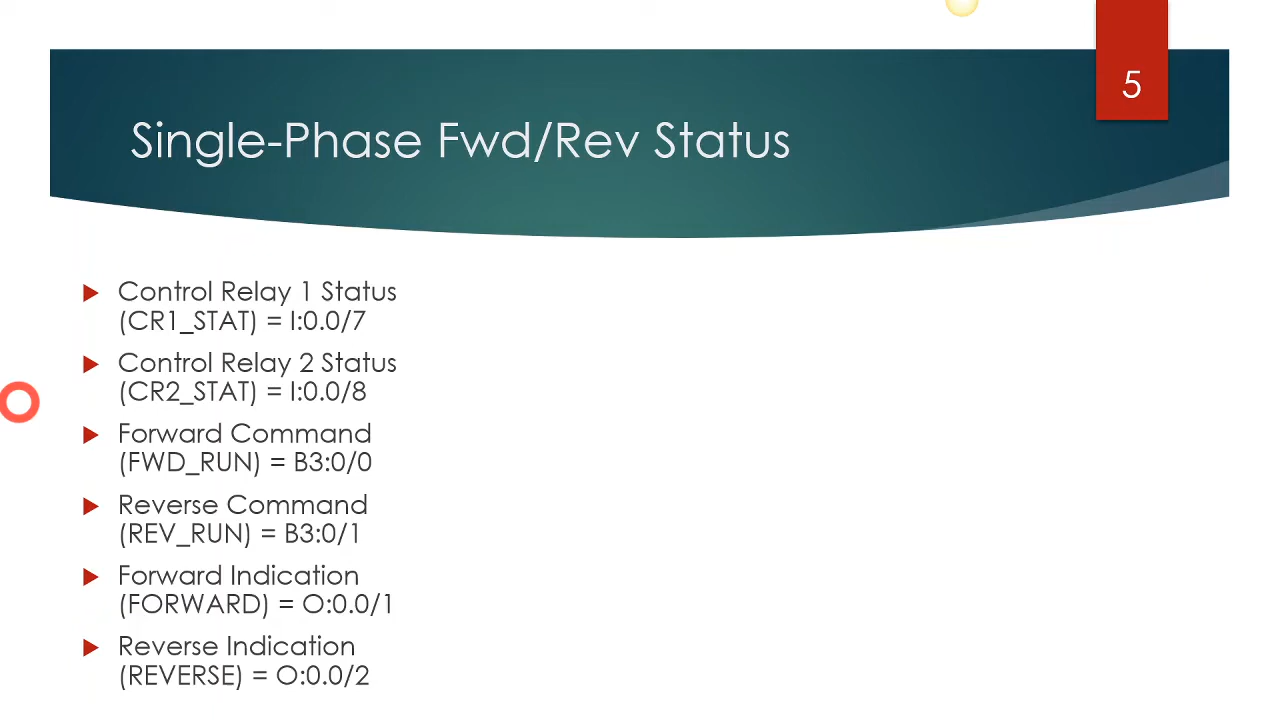 5
Single-Phase Fwd/Rev Status
Control Relay 1 Status
(CR1_STAT) = I:0.0/7
Control Relay 2 Status
(CR2_STAT) = I:0.0/8
Forward Command
(FWD_RUN) = B3:0/0
Reverse Command
(REV_RUN) = B3:0/1
Forward Indication
(FORWARD) = O:0.0/1
Reverse Indication
(REVERSE) = O:0.0/2